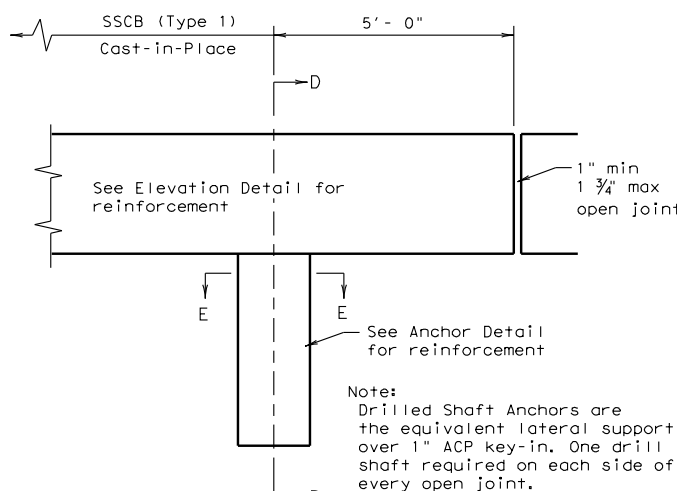 SSCB (Type 1)
Cast-in-Place
5'- 0"
D
See Elevation Detail for
reinforcement
1" min
1 ¾" max
open joint
E
E
See Anchor Detail
for reinforcement
Note:
Drilled Shaft Anchors are
the equivalent lateral support
over 1" ACP key-in. One drill
shaft required on each side of
every open joint.